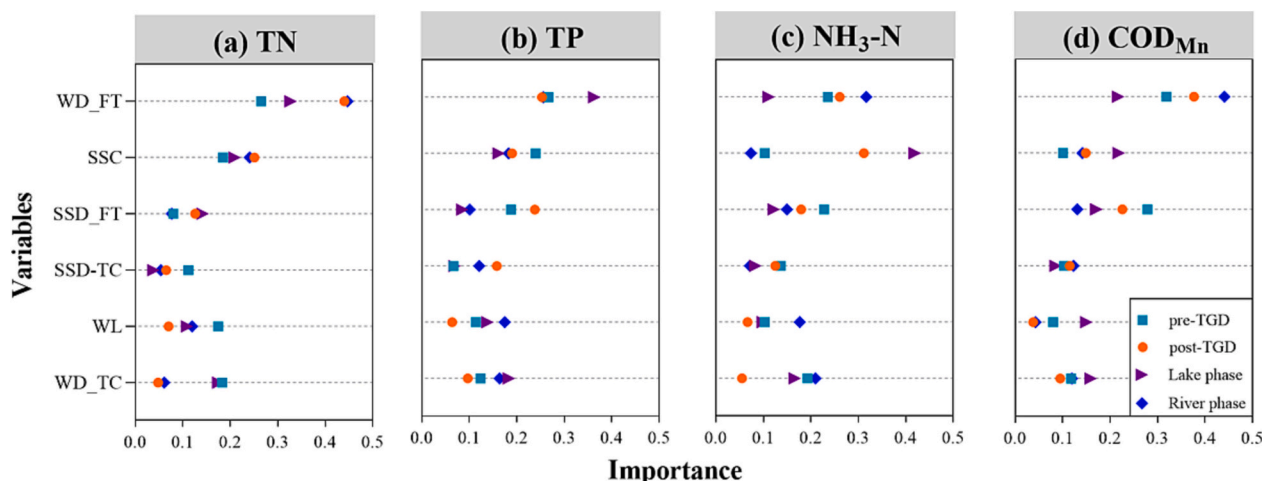 (a) TN
(b) TP
(c) NH3-N
(d) CODMn
Variables
WD_FT
SSC
SSD_FT
SSD-TC
WL
WD_TC
pre-TGD
post-TGD
Lake phase
River phase
0.0 0.1 0.2 0.3 0.4 0.5
0.0 0.1 0.2 0.3 0.4 0.5
0.0 0.1 0.2 0.3 0.4 0.5
0.0 0.1 0.2 0.3 0.4 0.5
Importance